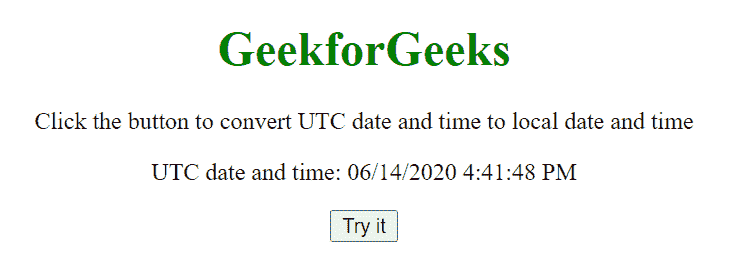 GeekforGeeks
Click the button to convert UTC date and time to local date and time
UTC date and time: 06/14/2020 4:41:48 PM
Try it